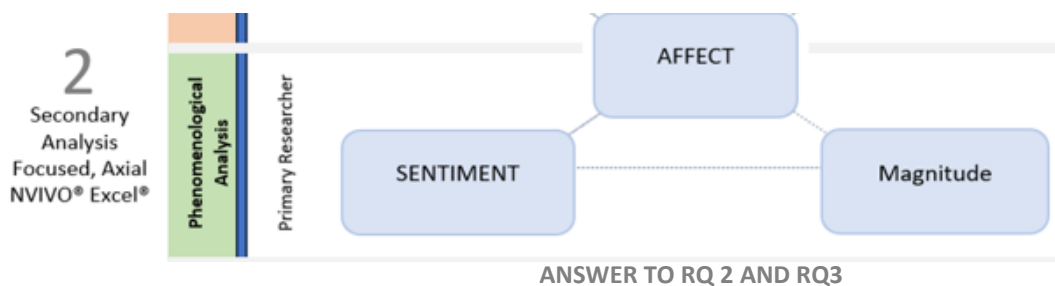 2
Secondary
Analysis
Focused, Axial
NVIVO® Excel®
Phenomenological
Analysis
Primary Researcher
AFFECT
SENTIMENT
Magnitude
ANSWER TO RQ 2 AND RQ3